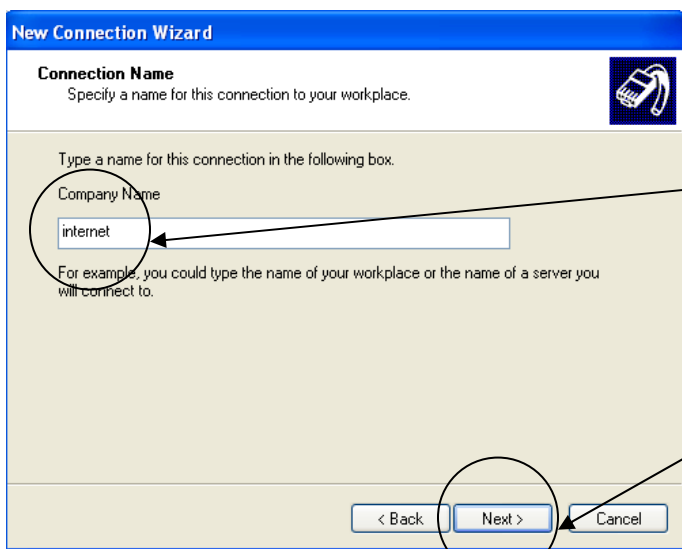 New Connection Wizard
Connection Name
Specify a name for this connection to your workplace.
Type a name for this connection in the following box.
Company Name
internet
For example, you could type the name of your workplace or the name of a server you
will connect to.
< Back Next > Cancel